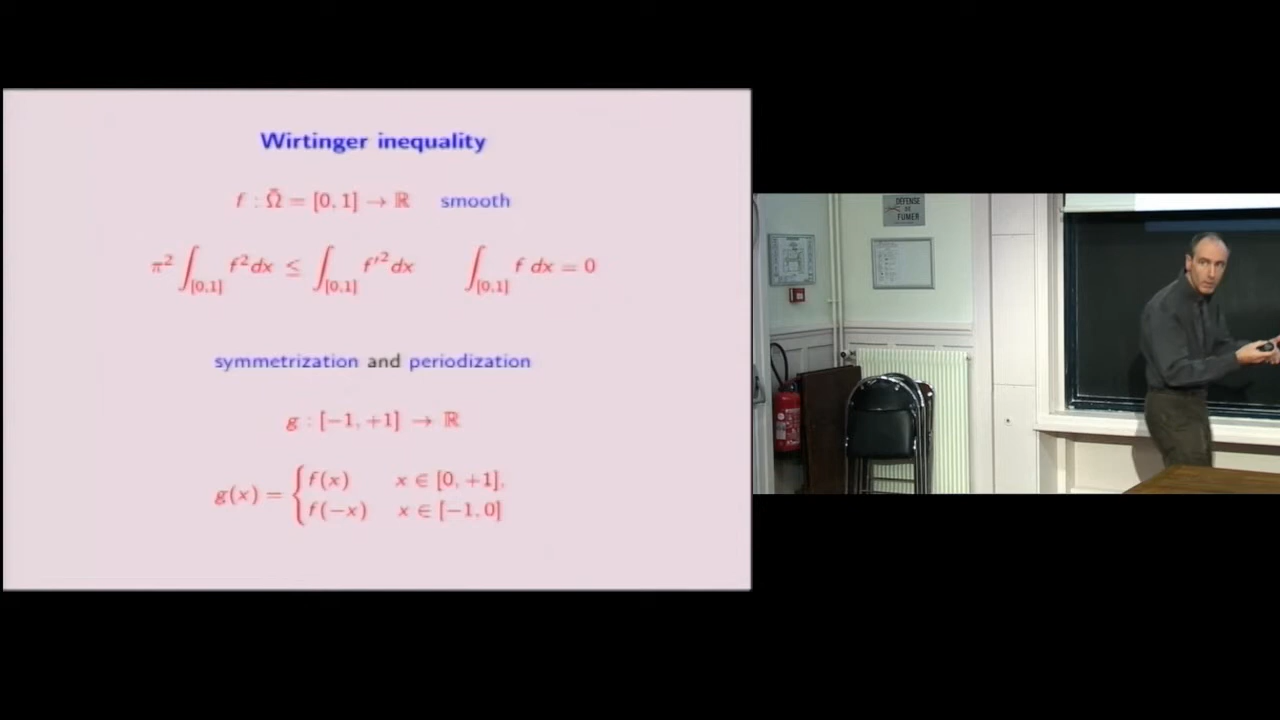 Wirtinger inequality
f : Ω̄ = [0, 1] → ℝ smooth
π² ∫_[0,1] f² dx ≤ ∫_[0,1] f′² dx ∫_[0,1] f dx = 0
symmetrization and periodization
g : [−1, +1] → ℝ
g(x) = { f(x) x ∈ [0, +1],
f(−x) x ∈ [−1, 0]
DÉFENSE
DE
FUMER